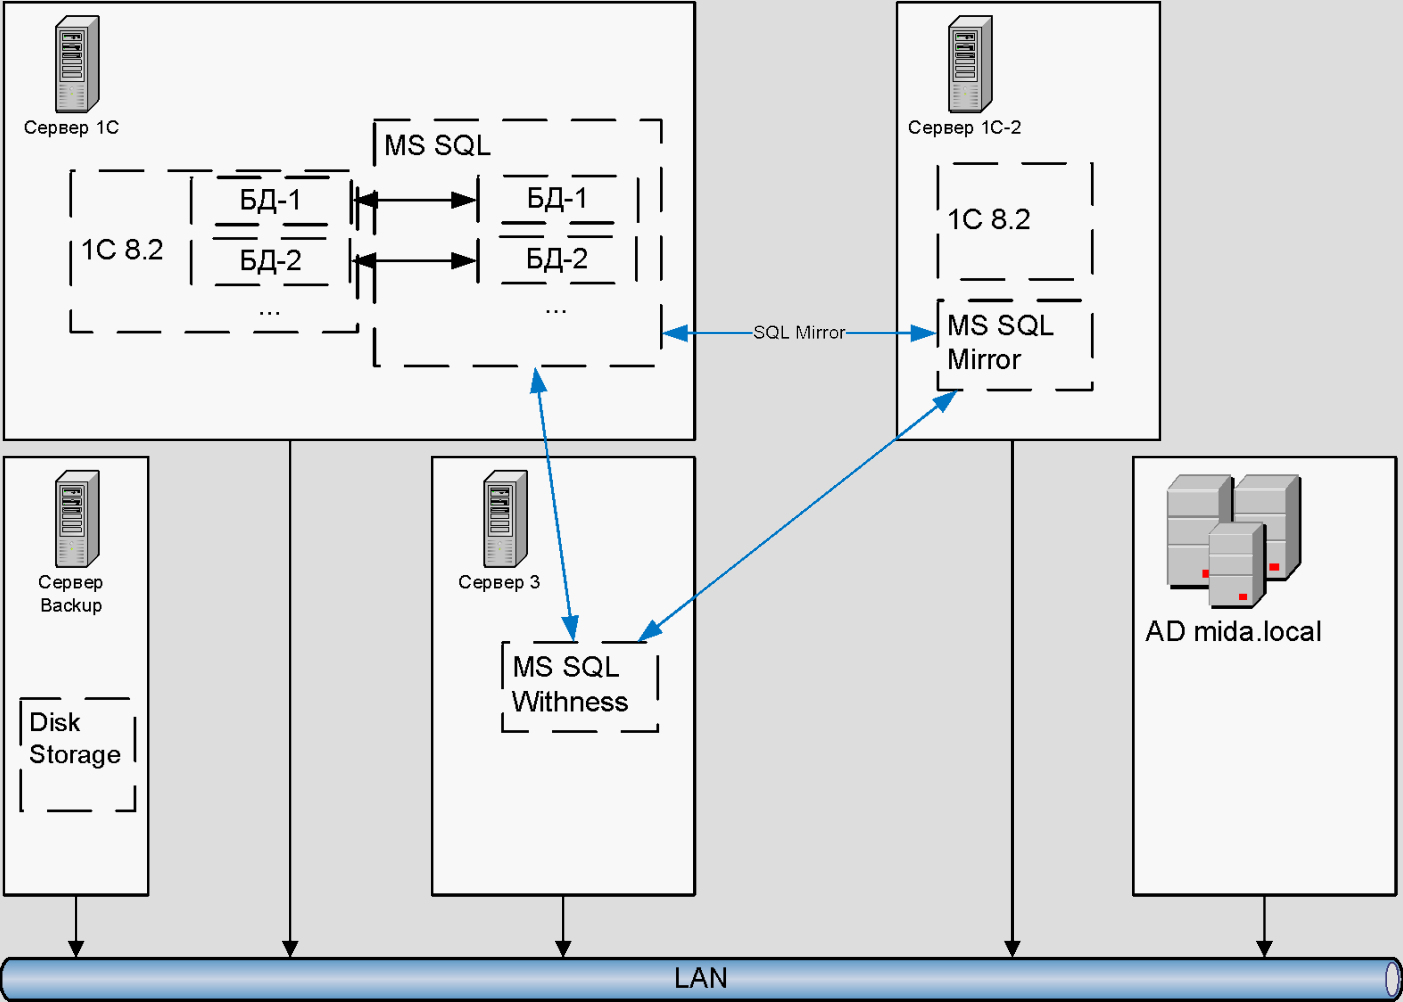 Сервер 1С
MS SQL
1С 8.2
БД-1
БД-2
...
БД-1
БД-2
...
SQL Mirror
Сервер 1С-2
1С 8.2
MS SQL
Mirror
Сервер
Backup
Disk
Storage
Сервер 3
MS SQL
Withness
AD mida.local
LAN